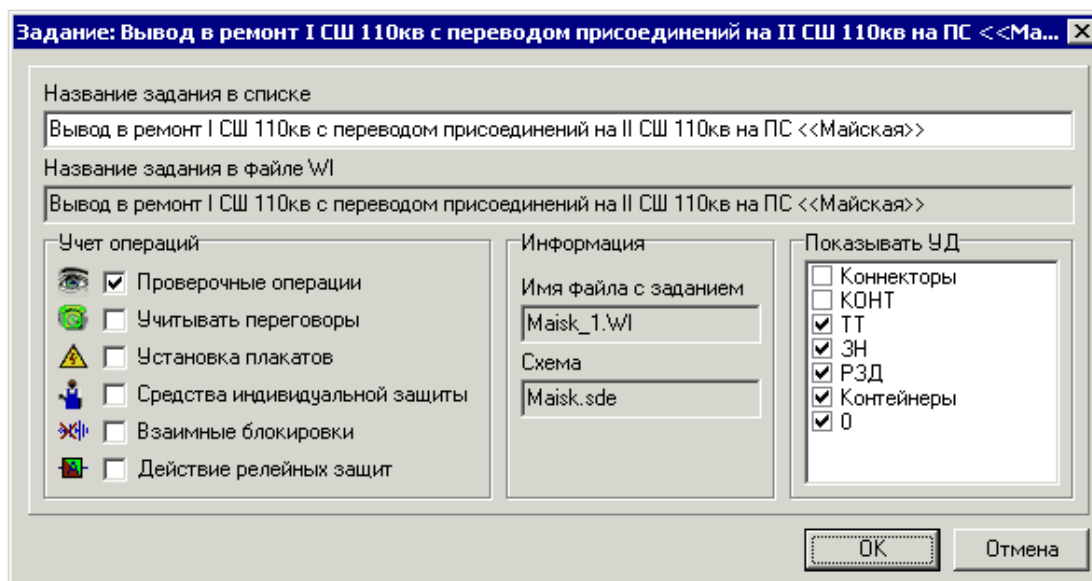 Задание: Вывод в ремонт I СШ 110кв с переводом присоединений на II СШ 110кв на ПС <<Ма...
Название задания в списке
Вывод в ремонт I СШ 110кв с переводом присоединений на II СШ 110кв на ПС <<Майская>>
Название задания в файле WI
Вывод в ремонт I СШ 110кв с переводом присоединений на II СШ 110кв на ПС <<Майская>>
Учет операций
Проверочные операции
Учитывать переговоры
Установка плакатов
Средства индивидуальной защиты
Взаимные блокировки
Действие релейных защит
Информация
Имя файла с заданием
Maisk_1.WI
Схема
Maisk.sde
Показывать УД
Коннекторы
КОНТ
ТТ
ЗН
РЗД
Контейнеры
0
OK
Отмена